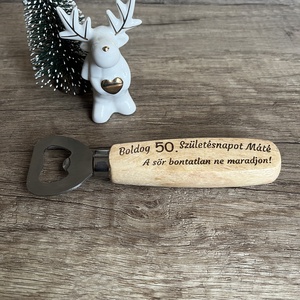 Boldog 50. Születésnapot Máté
A sör bontatlan ne maradjon!